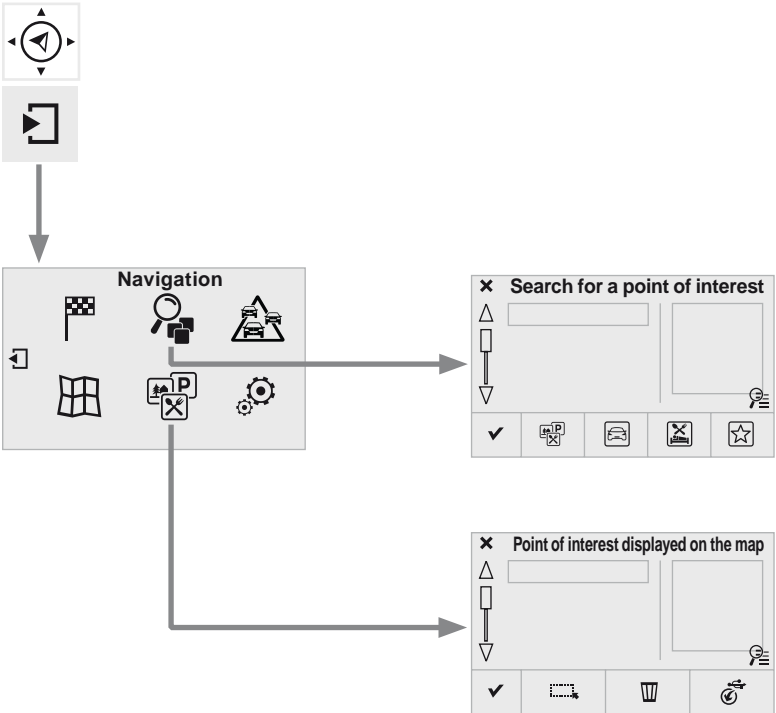 Navigation
Search for a point of interest
P
P
Point of interest displayed on the map